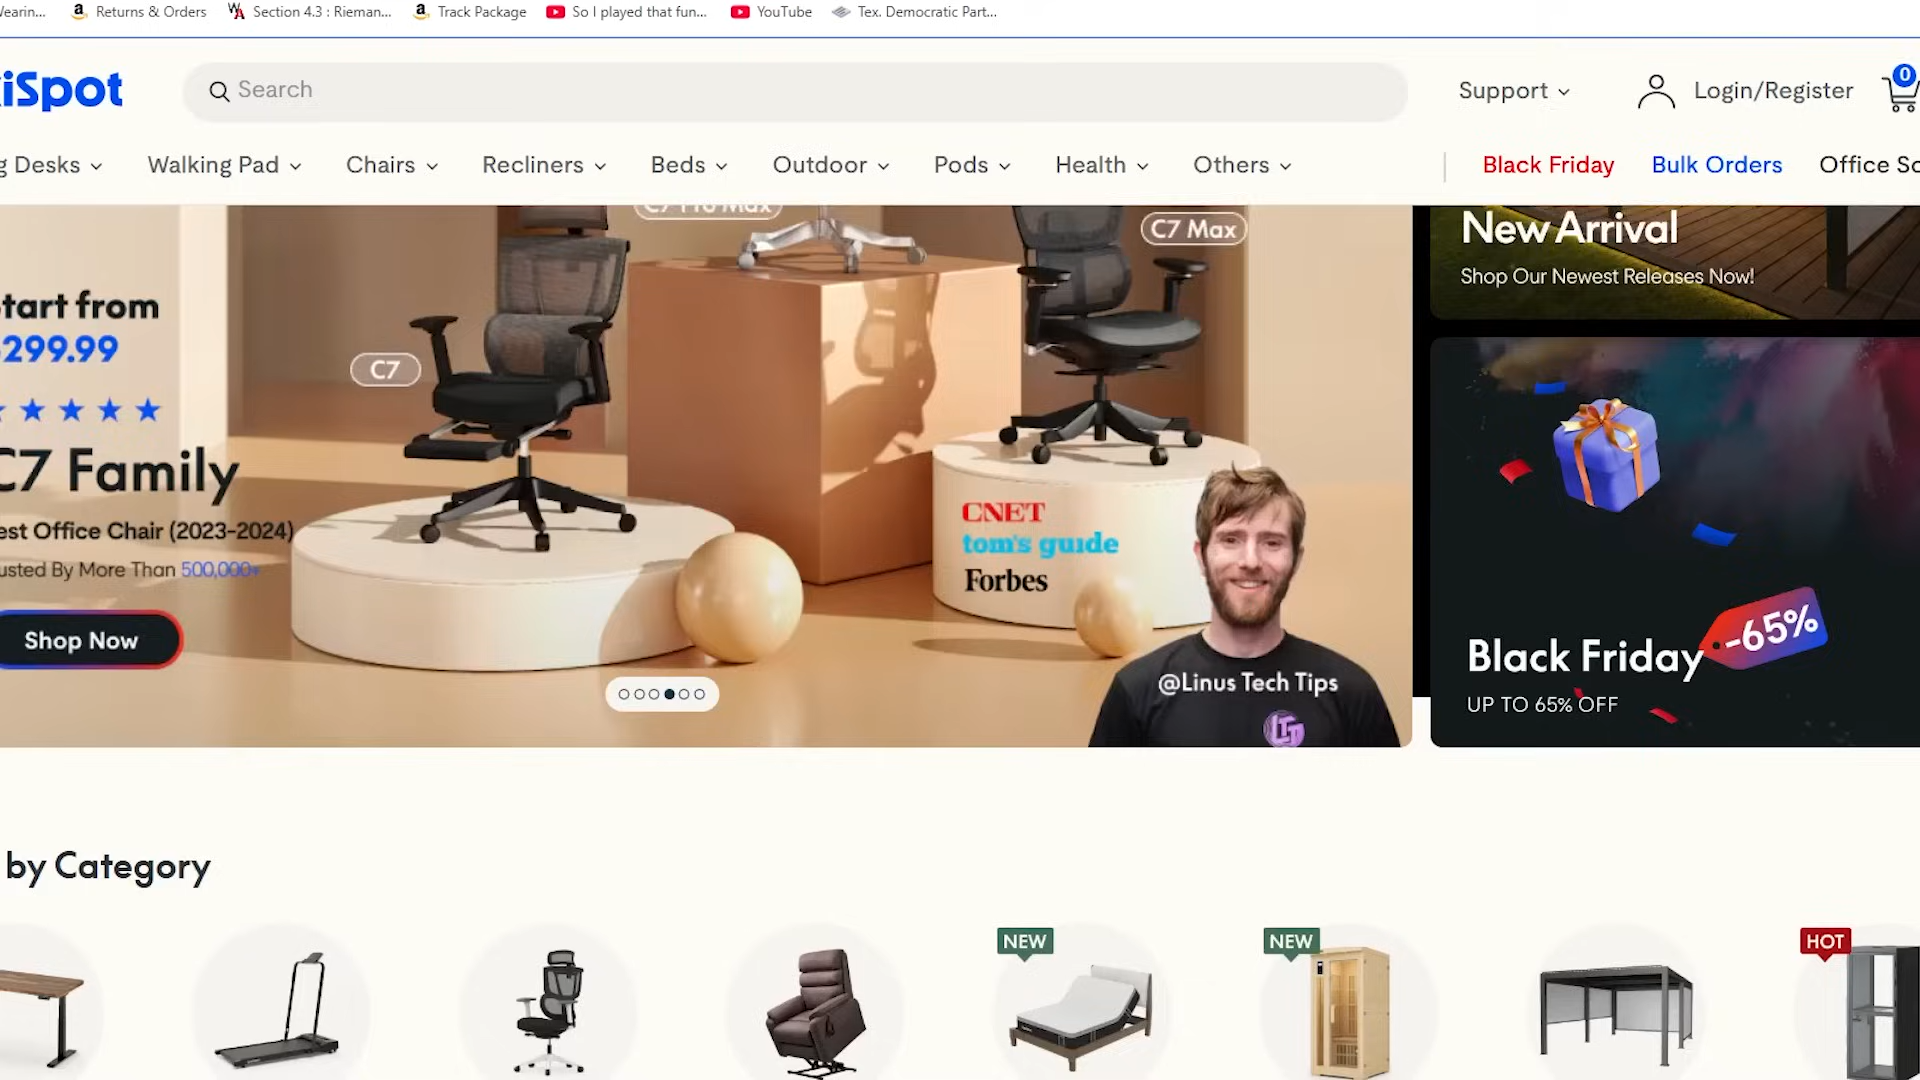 Returns & Orders
Section 4.3 : Rieman...
Track Package
So I played that fun...
YouTube
Tex. Democratic Part...
iSpot
Search
Support
Login/Register
0
g Desks
Walking Pad
Chairs
Recliners
Beds
Outdoor
Pods
Health
Others
Black Friday
Bulk Orders
Office So
C7 Pro Max
C7 Max
New Arrival
Shop Our Newest Releases Now!
tart from
299.99
C7
C7 Family
est Office Chair (2023-2024)
usted By More Than 500,000+
Shop Now
CNET
tom's guide
Forbes
@Linus Tech Tips
LTT
-65%
Black Friday
UP TO 65% OFF
by Category
NEW
NEW
HOT